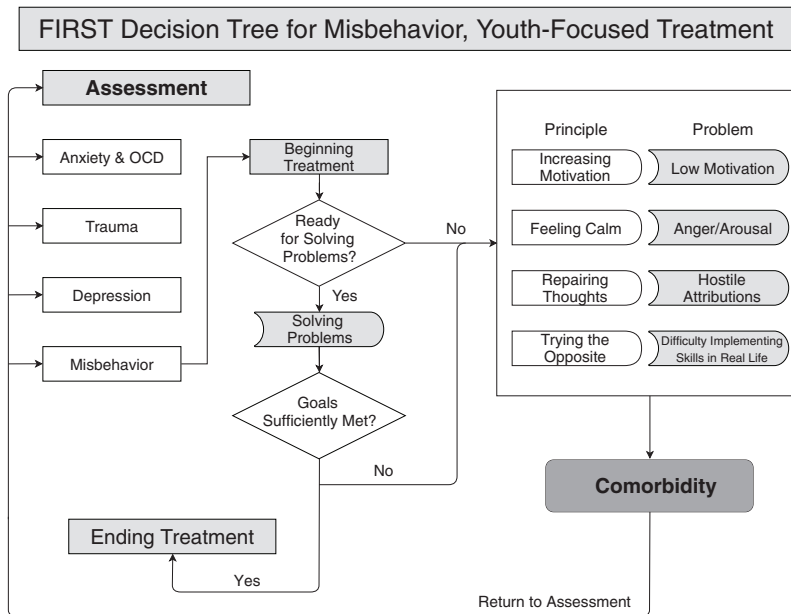 FIRST Decision Tree for Misbehavior, Youth-Focused Treatment
Assessment
Anxiety & OCD
Trauma
Depression
Misbehavior
Beginning
Treatment
Ready
for Solving
Problems?
No
Yes
Solving
Problems
Goals
Sufficiently Met?
No
Yes
Ending Treatment
Principle
Problem
Increasing
Motivation
Low Motivation
Feeling Calm
Anger/Arousal
Repairing
Thoughts
Hostile
Attributions
Trying the
Opposite
Difficulty Implementing
Skills in Real Life
Comorbidity
Return to Assessment